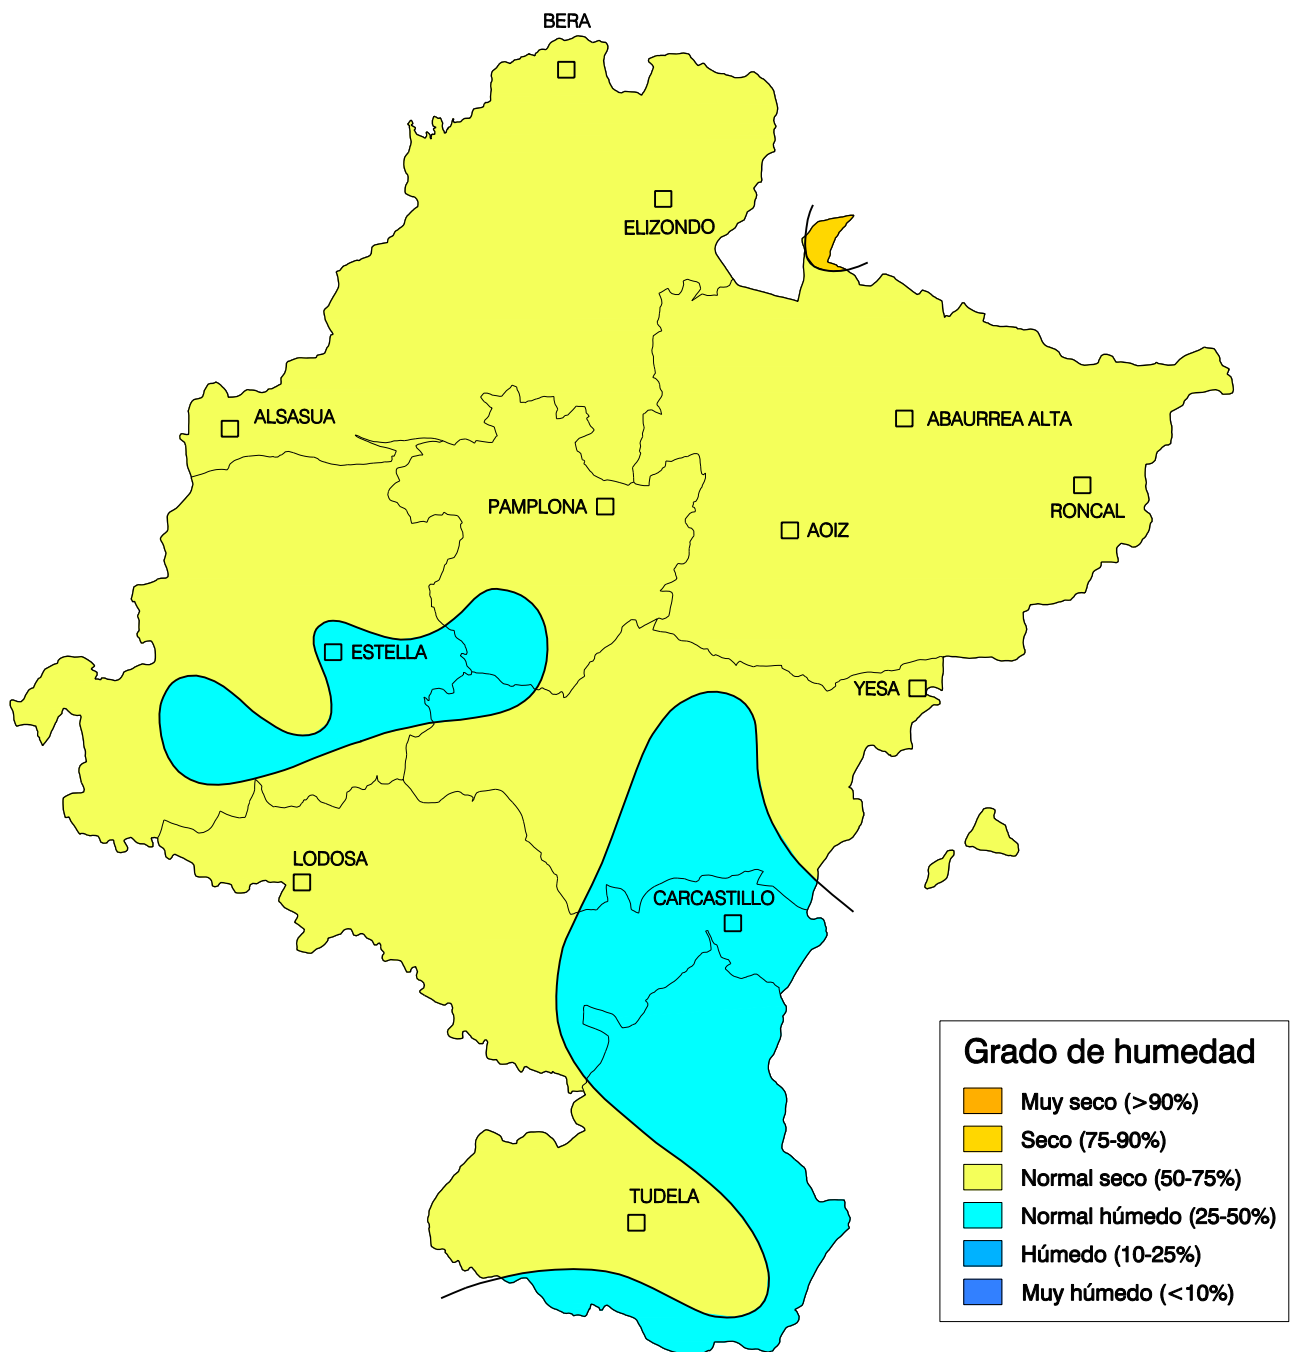 BERA
ELIZONDO
ALSASUA
ABAURREA ALTA
PAMPLONA
RONCAL
AOIZ
ESTELLA
YESA
LODOSA
CARCASTILLO
TUDELA
Grado de humedad
Muy seco (>90%)
Seco (75-90%)
Normal seco (50-75%)
Normal húmedo (25-50%)
Húmedo (10-25%)
Muy húmedo (<10%)